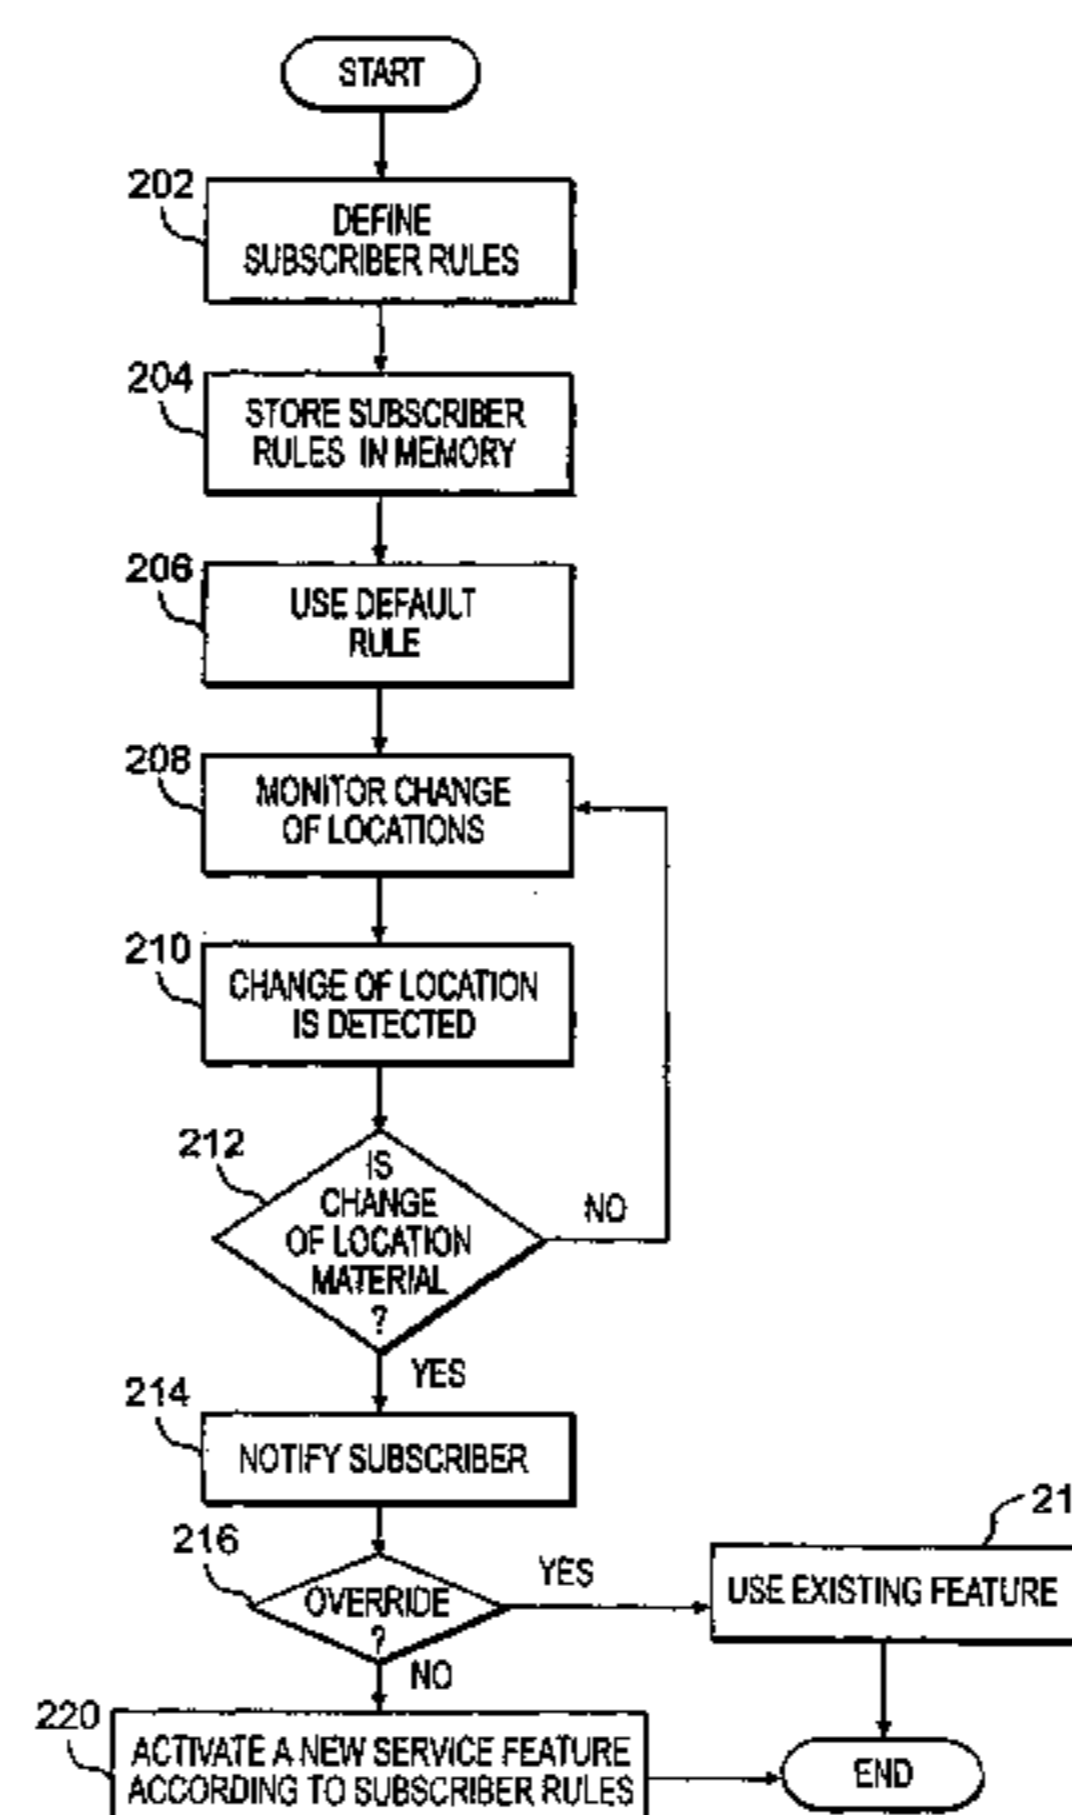 START
202
DEFINE
SUBSCRIBER RULES
204
STORE SUBSCRIBER
RULES IN MEMORY
206
USE DEFAULT
RULE
208
MONITOR CHANGE
OF LOCATIONS
210
CHANGE OF LOCATION
IS DETECTED
212
IS
CHANGE
OF LOCATION
MATERIAL
?
NO
YES
214
NOTIFY SUBSCRIBER
216
OVERRIDE
?
YES
USE EXISTING FEATURE
NO
220
ACTIVATE A NEW SERVICE FEATURE
ACCORDING TO SUBSCRIBER RULES
END